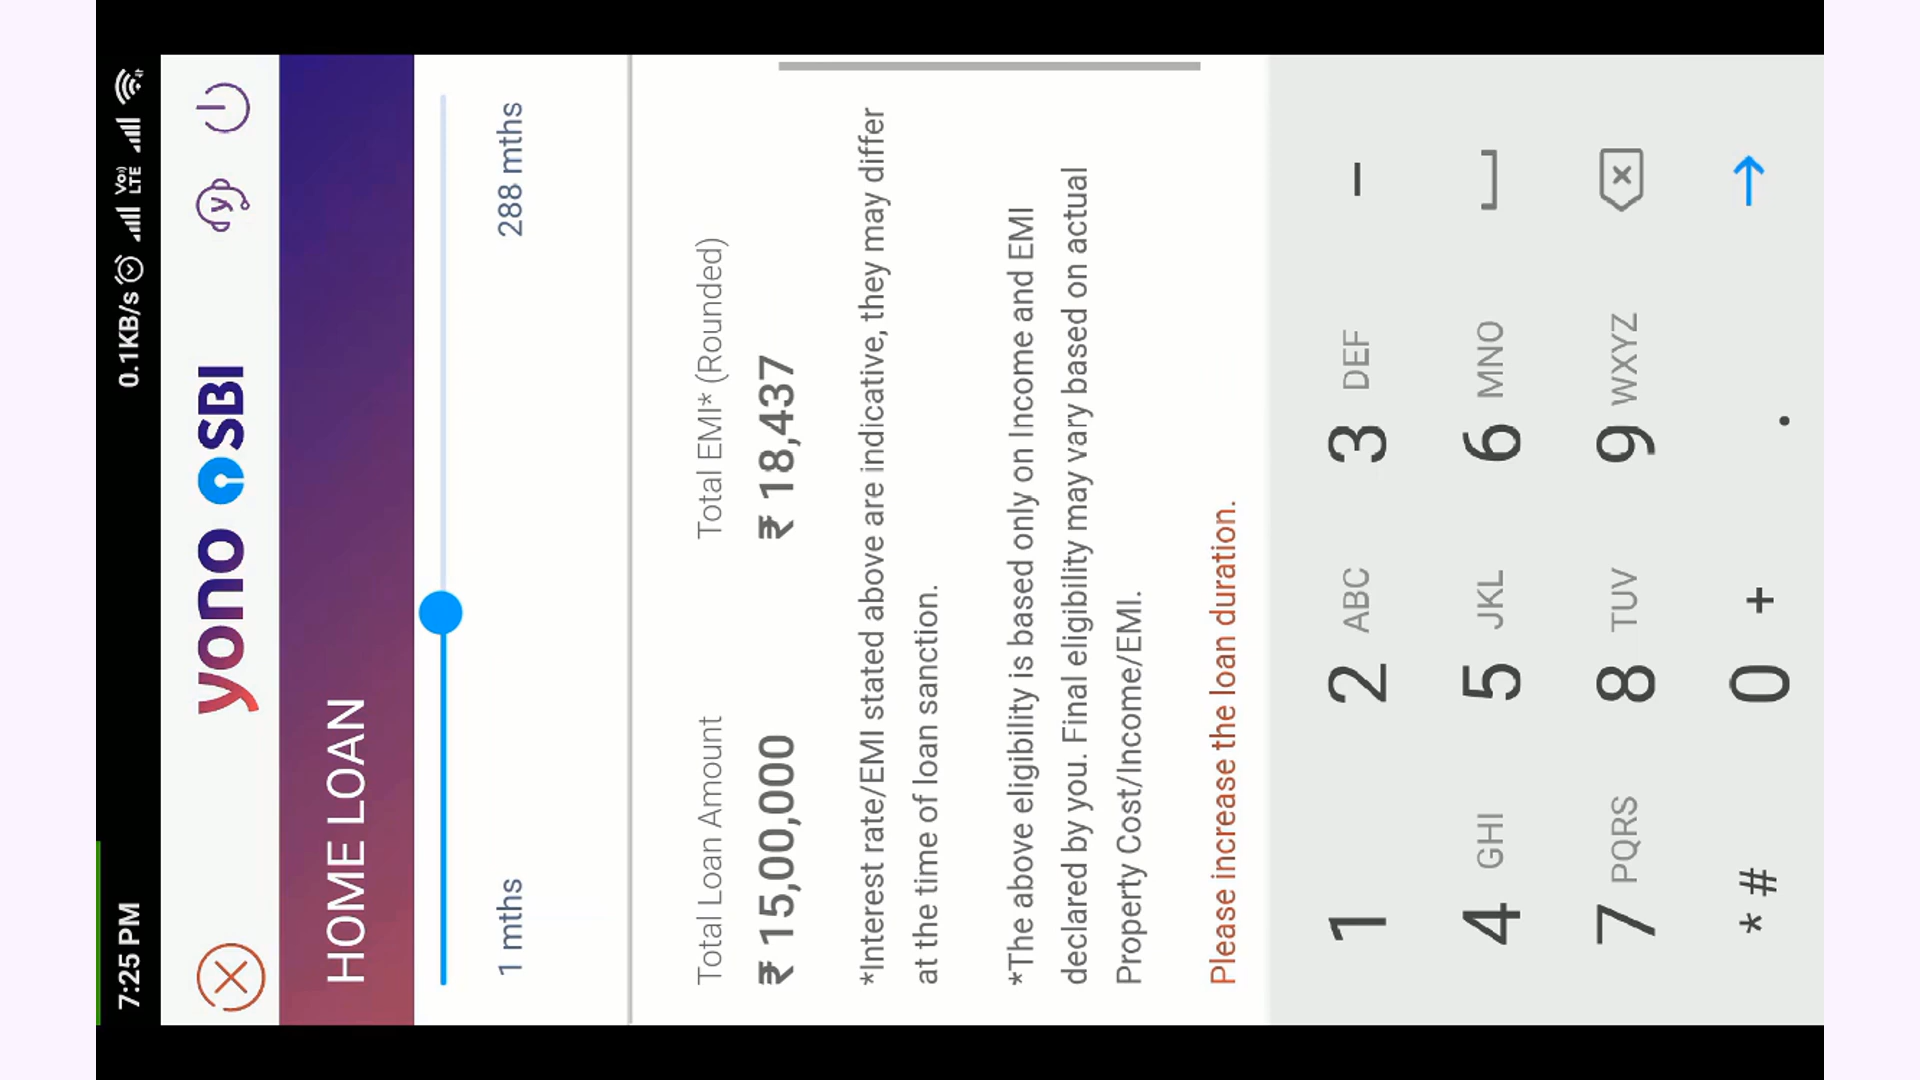 7:25 PM
0.1KB/s
Vo))
LTE
yono SBI
HOME LOAN
1 mths
288 mths
Total Loan Amount
Total EMI* (Rounded)
₹ 15,00,000
₹ 18,437
*Interest rate/EMI stated above are indicative, they may differ
at the time of loan sanction.
*The above eligibility is based only on Income and EMI
declared by you. Final eligibility may vary based on actual
Property Cost/Income/EMI.
Please increase the loan duration.
1
2 ABC
3 DEF
–
4 GHI
5 JKL
6 MNO
7 PQRS
8 TUV
9 WXYZ
* #
0 +
.